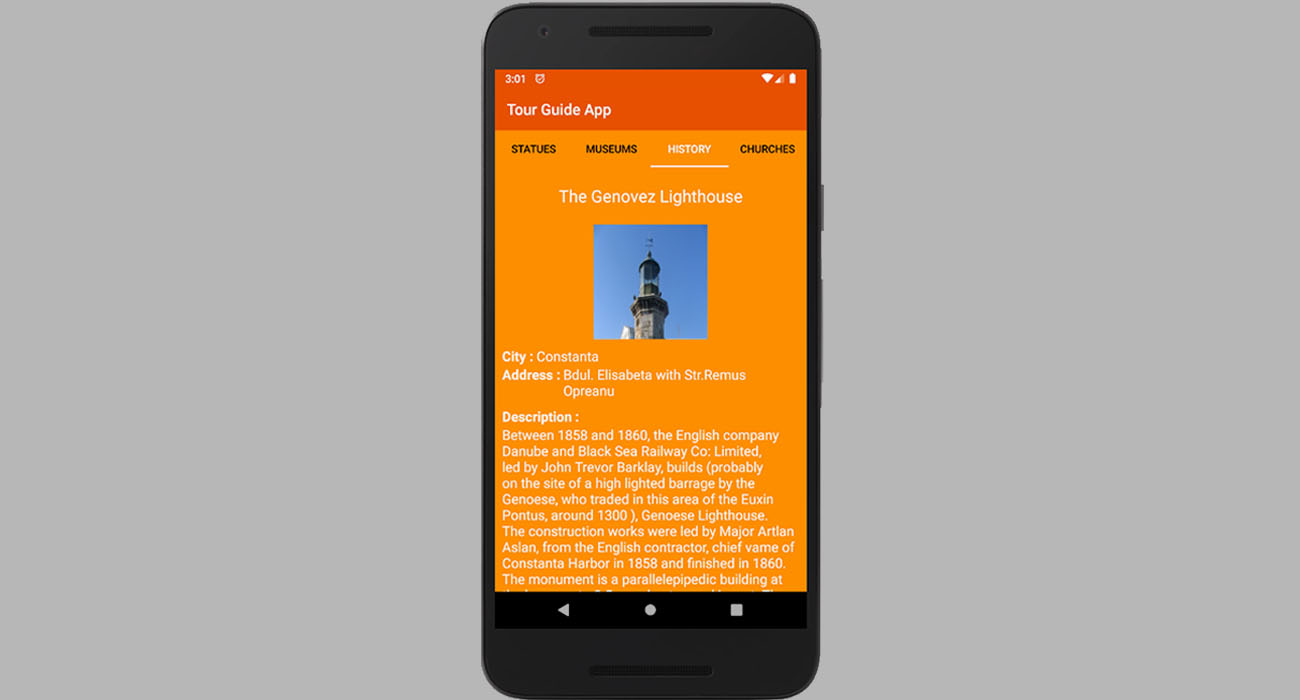 3:01
Tour Guide App
STATUES MUSEUMS HISTORY CHURCHES
The Genovez Lighthouse
City : Constanta
Address : Bdul. Elisabeta with Str.Remus
Opreanu
Description :
Between 1858 and 1860, the English company
Danube and Black Sea Railway Co: Limited,
led by John Trevor Barklay, builds (probably
on the site of a high lighted barrage by the
Genoese, who traded in this area of the Euxin
Pontus, around 1300 ), Genoese Lighthouse.
The construction works were led by Major Artlan
Aslan, from the English contractor, chief vame of
Constanta Harbor in 1858 and finished in 1860.
The monument is a parallelepipedic building at